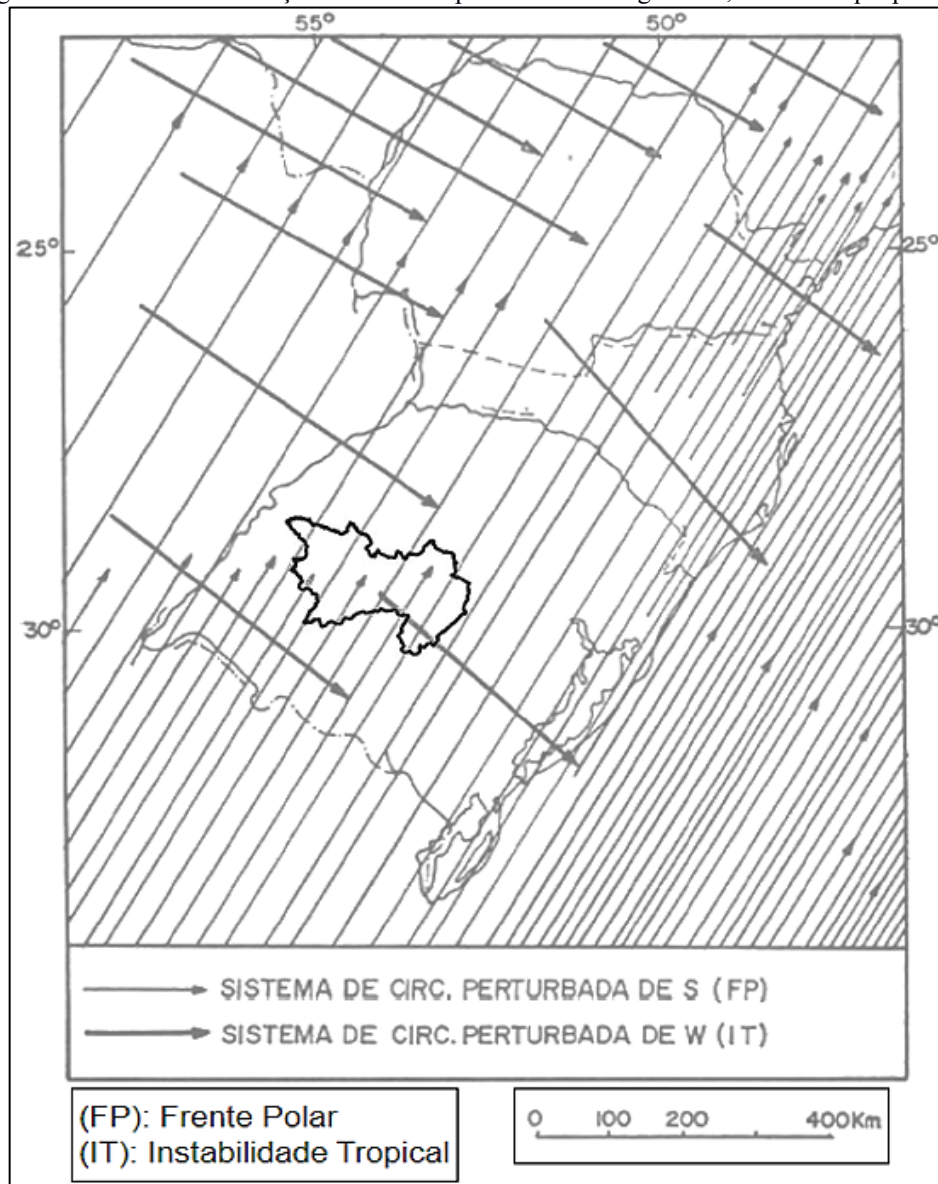 55° 50°
25° 25°
30° 30°
SISTEMA DE CIRC. PERTURBADA DE S (FP)
SISTEMA DE CIRC. PERTURBADA DE W (IT)
(FP): Frente Polar
(IT): Instabilidade Tropical
0 100 200 400Km